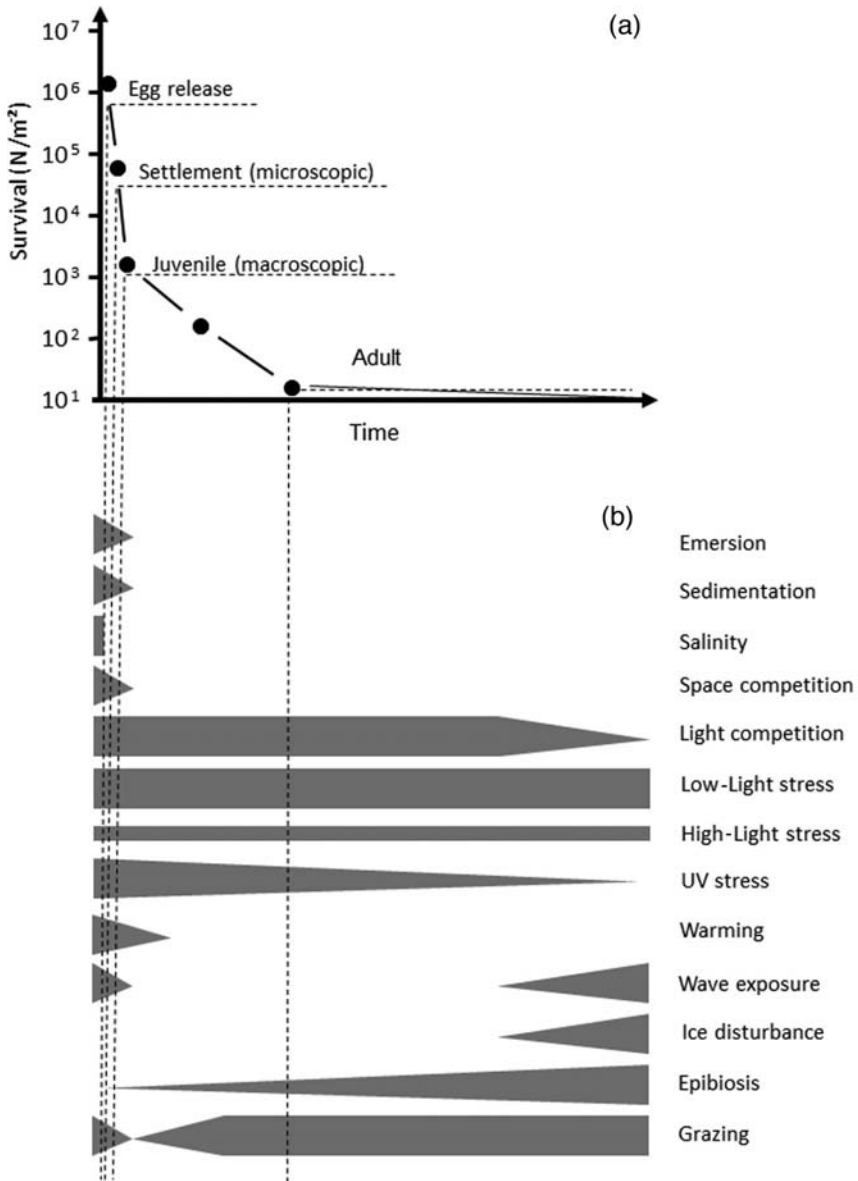 (a)
10⁷
10⁶
10⁵
10⁴
10³
10²
10¹
Survival (N/m⁻²)
Egg release
Settlement (microscopic)
Juvenile (macroscopic)
Adult
Time
(b)
Emersion
Sedimentation
Salinity
Space competition
Light competition
Low-Light stress
High-Light stress
UV stress
Warming
Wave exposure
Ice disturbance
Epibiosis
Grazing